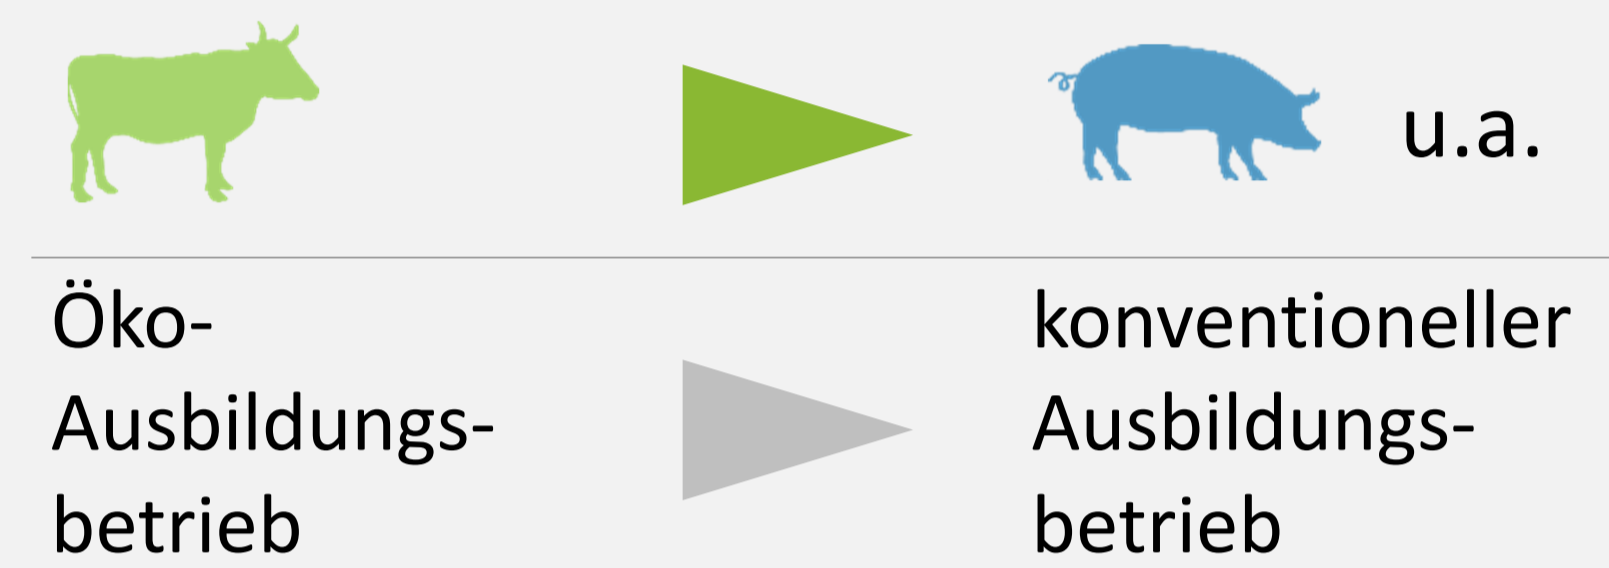 u.a.
Öko-
Ausbildungs-
betrieb
konventioneller
Ausbildungs-
betrieb